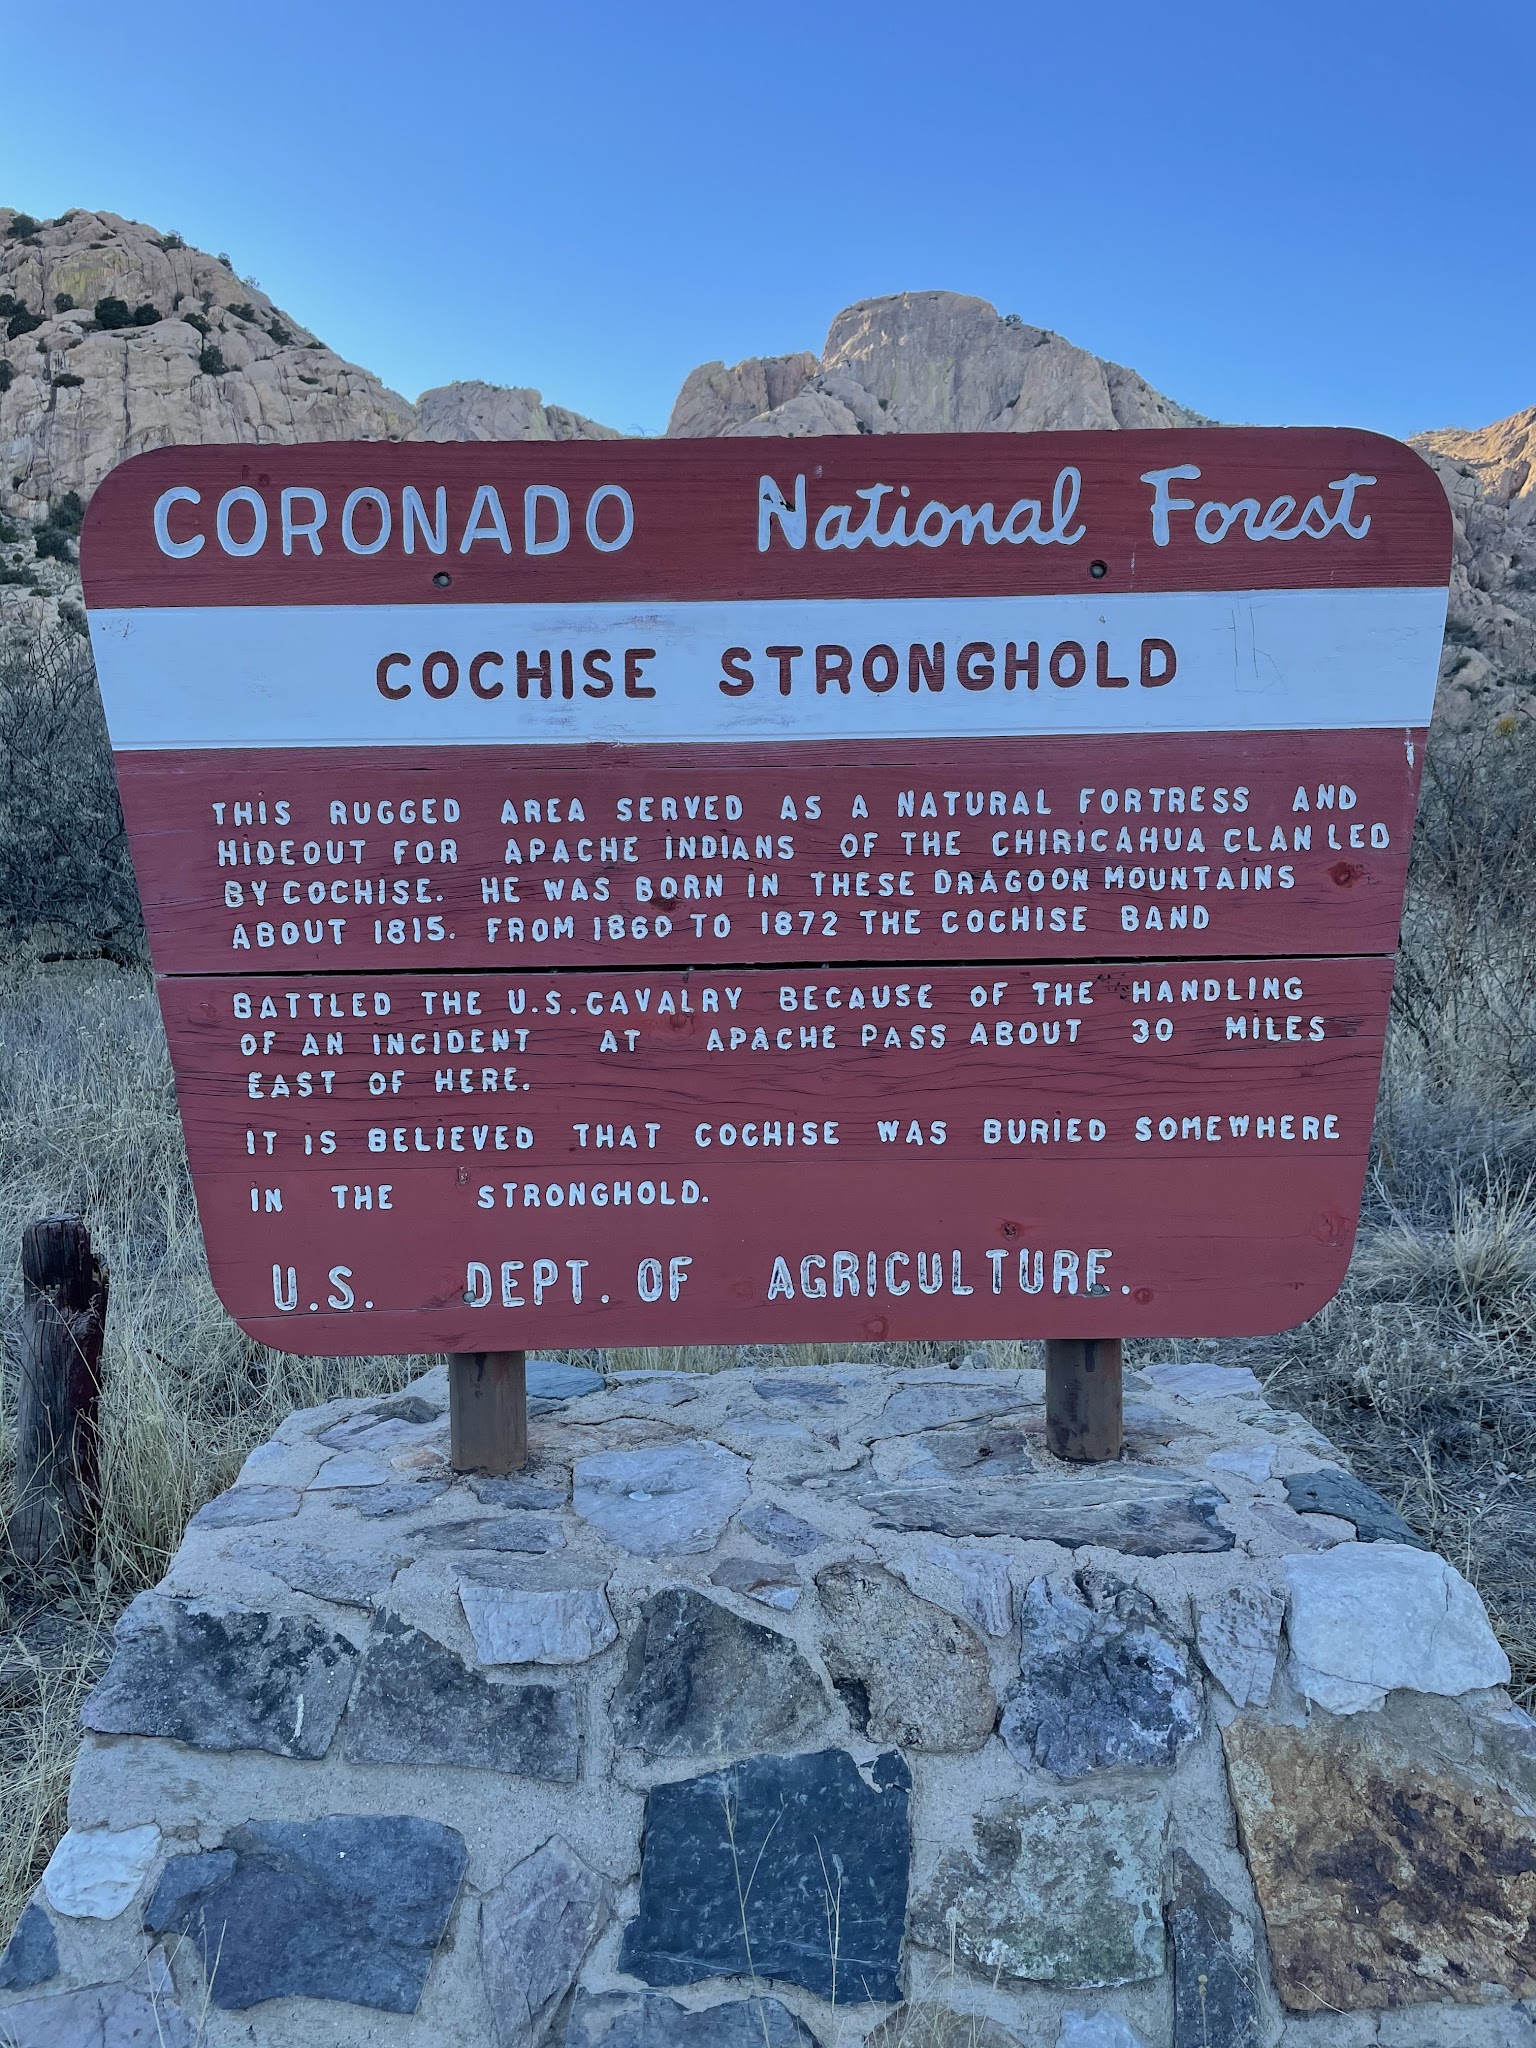 CORONADO National Forest
COCHISE STRONGHOLD
THIS RUGGED AREA SERVED AS A NATURAL FORTRESS AND
HIDEOUT FOR APACHE INDIANS OF THE CHIRICAHUA CLAN LED
BY COCHISE. HE WAS BORN IN THESE DRAGOON MOUNTAINS
ABOUT 1815. FROM 1860 TO 1872 THE COCHISE BAND
BATTLED THE U.S. CAVALRY BECAUSE OF THE HANDLING
OF AN INCIDENT AT APACHE PASS ABOUT 30 MILES
EAST OF HERE.
IT IS BELIEVED THAT COCHISE WAS BURIED SOMEWHERE
IN THE STRONGHOLD.
U.S. DEPT. OF AGRICULTURE.